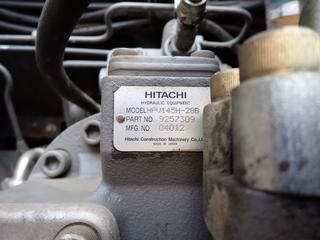 HITACHI
HYDRAULIC EQUIPMENT
MODEL HPV145H-26B
PART NO. 9257309
MFG. NO. 04012
Hitachi Construction Machinery Co., Ltd.
MADE IN JAPAN